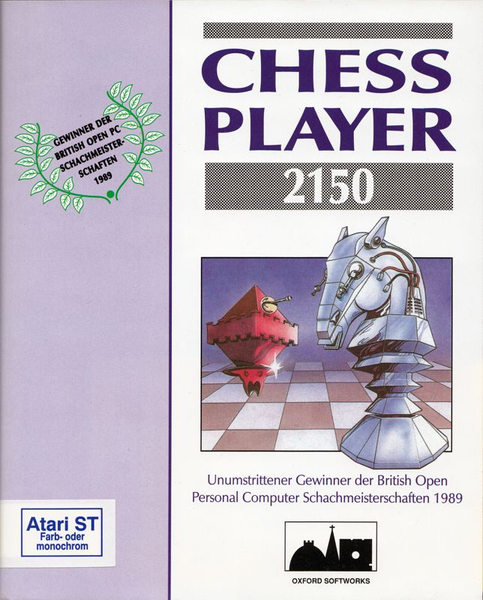 CHESS
PLAYER
2150
GEWINNER DER
BRITISH OPEN PC
SCHACHMEISTER-
SCHAFTEN
1989
Unumstrittener Gewinner der British Open
Personal Computer Schachmeisterschaften 1989
Atari ST
Farb- oder
monochrom
OXFORD SOFTWORKS